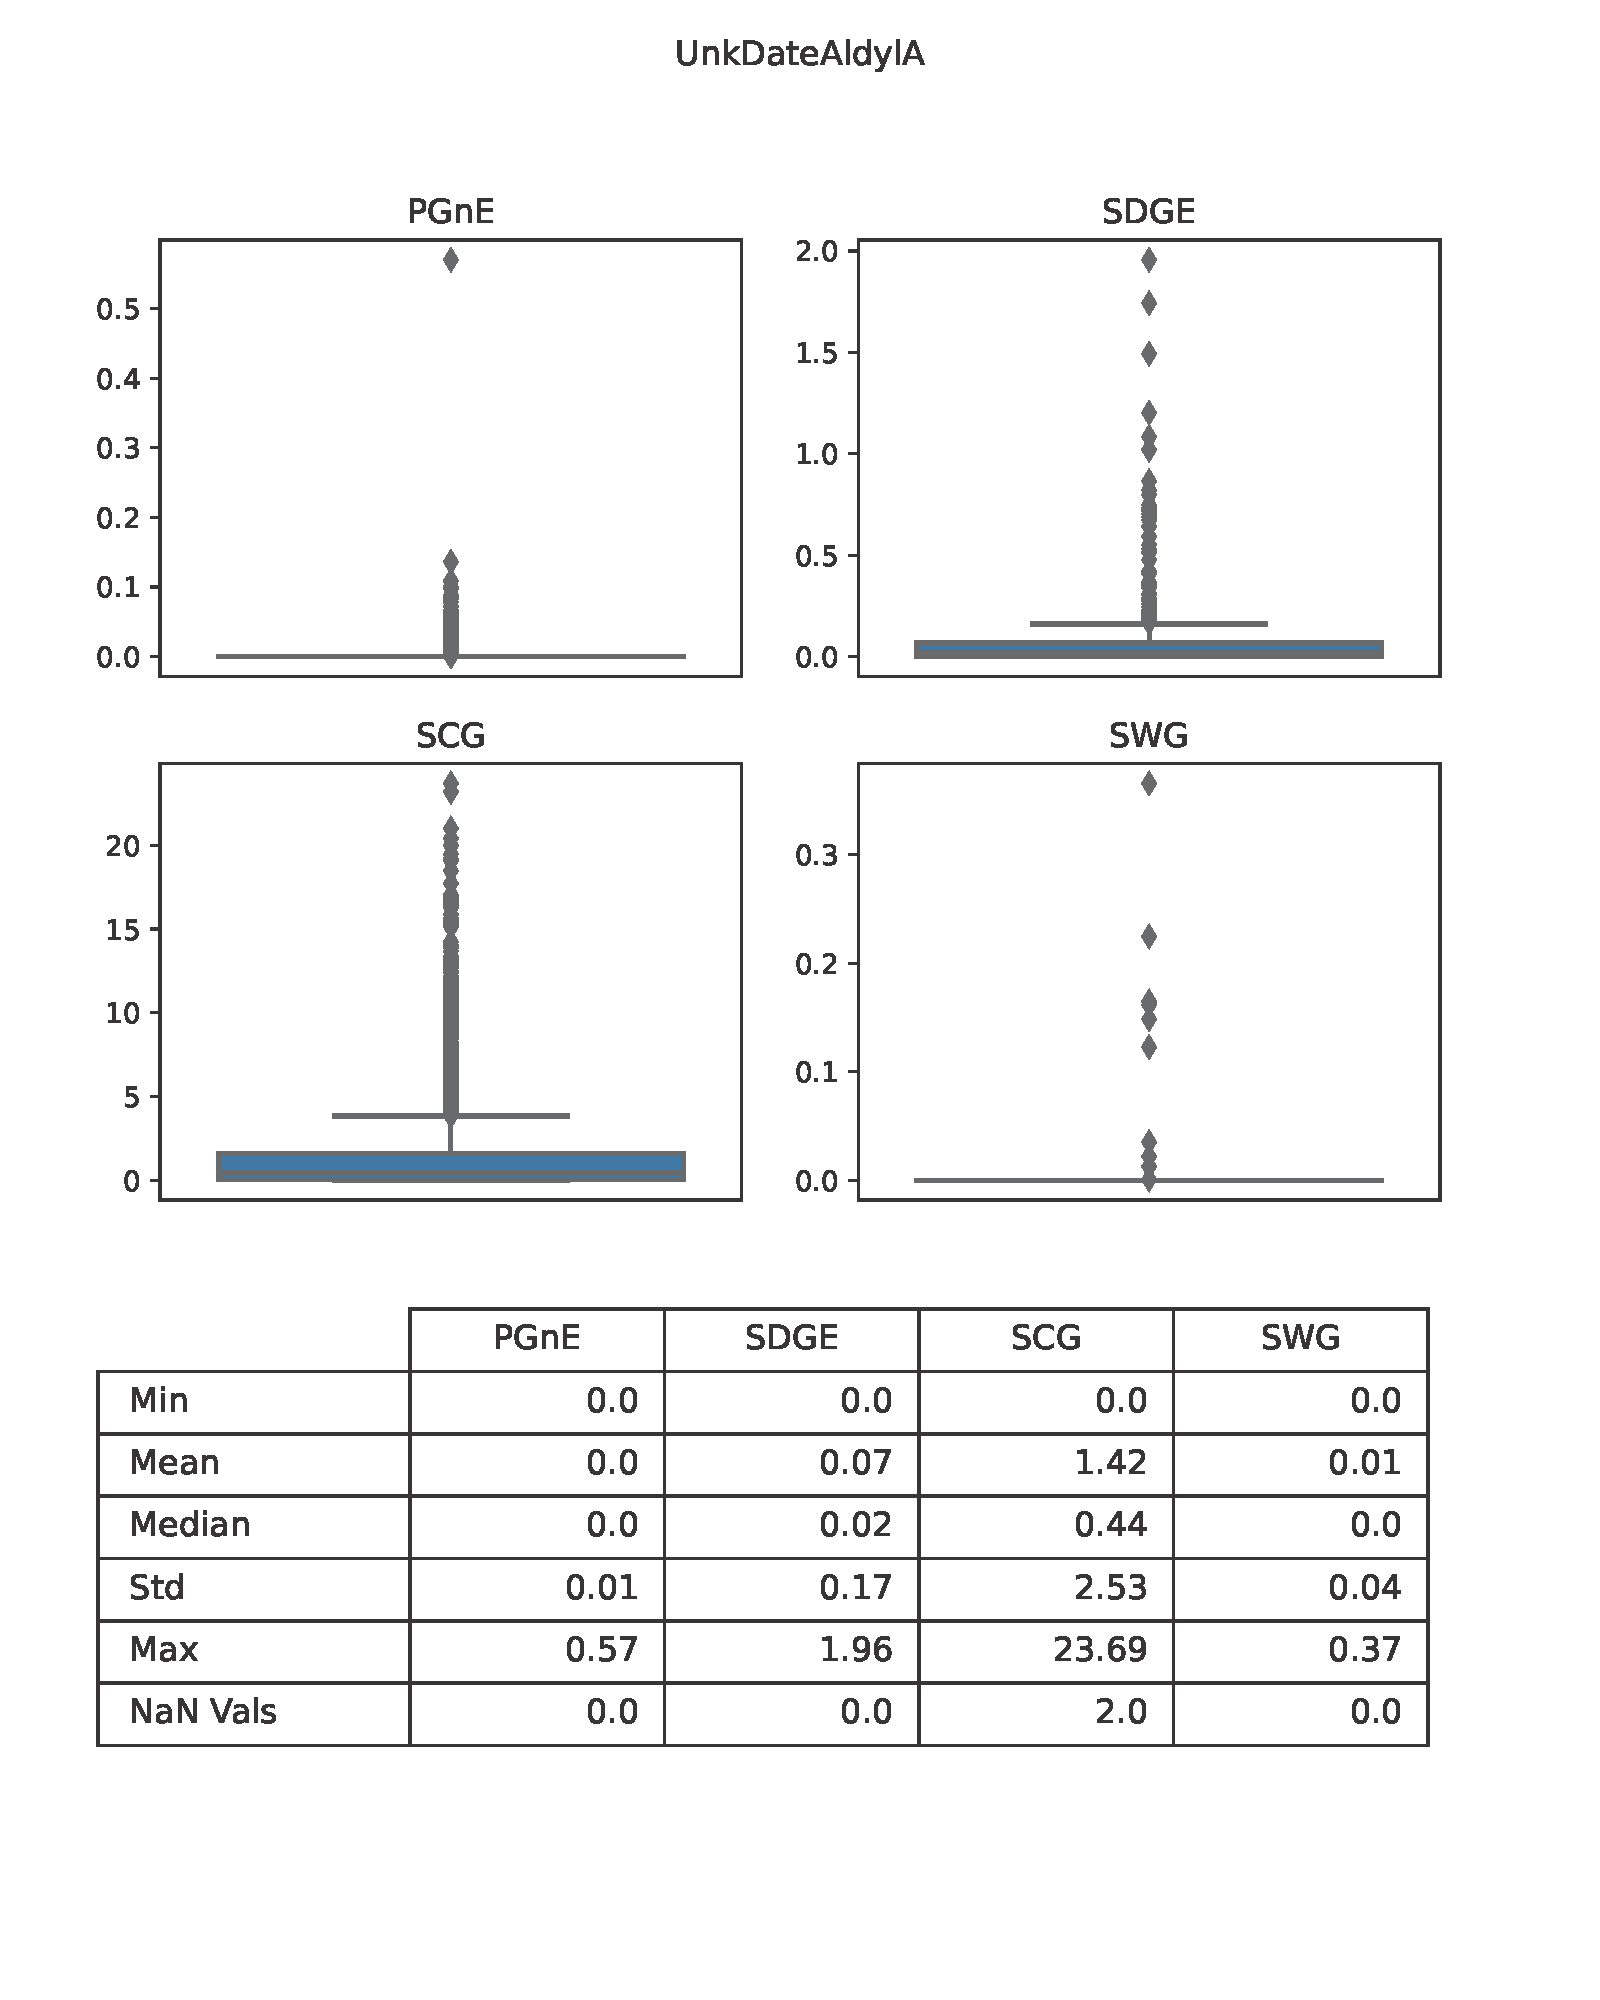 UnkDateAldylA
PGnE
0.5
0.4
0.3
0.2
0.1
0.0
SDGE
2.0
1.5
1.0
0.5
0.0
SCG
20
15
10
5
0
SWG
0.3
0.2
0.1
0.0
PGnE SDGE SCG SWG
Min 0.0 0.0 0.0 0.0
Mean 0.0 0.07 1.42 0.01
Median 0.0 0.02 0.44 0.0
Std 0.01 0.17 2.53 0.04
Max 0.57 1.96 23.69 0.37
NaN Vals 0.0 0.0 2.0 0.0